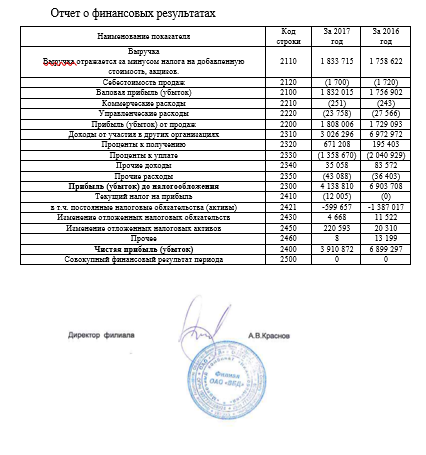 Отчет о финансовых результатах
Наименование показателя Код строки За 2017 год За 2016 год
Выручка
Выручка отражается за минусом налога на добавленную стоимость, акцизов. 2110 1 833 715 1 758 622
Себестоимость продаж 2120 (1 700) (1 720)
Валовая прибыль (убыток) 2100 1 832 015 1 756 902
Коммерческие расходы 2210 (251) (243)
Управленческие расходы 2220 (23 758) (27 566)
Прибыль (убыток) от продаж 2200 1 808 006 1 729 093
Доходы от участия в других организациях 2310 3 026 296 6 972 972
Проценты к получению 2320 671 208 195 403
Проценты к уплате 2330 (1 358 670) (2 040 929)
Прочие доходы 2340 35 058 83 572
Прочие расходы 2350 (43 088) (36 403)
Прибыль (убыток) до налогообложения 2300 4 138 810 6 903 708
Текущий налог на прибыль 2410 (12 005) (0)
в т.ч. постоянные налоговые обязательства (активы) 2421 -599657 -1 387 017
Изменение отложенных налоговых обязательств 2430 4 668 11 522
Изменение отложенных налоговых активов 2450 220 593 20 310
Прочее 2460 8 13 199
Чистая прибыль (убыток) 2400 3 910 872 6 899 297
Совокупный финансовый результат периода 2500 0 0
Директор филиала А.В.Краснов
Филиал
ОАО «ВРД»